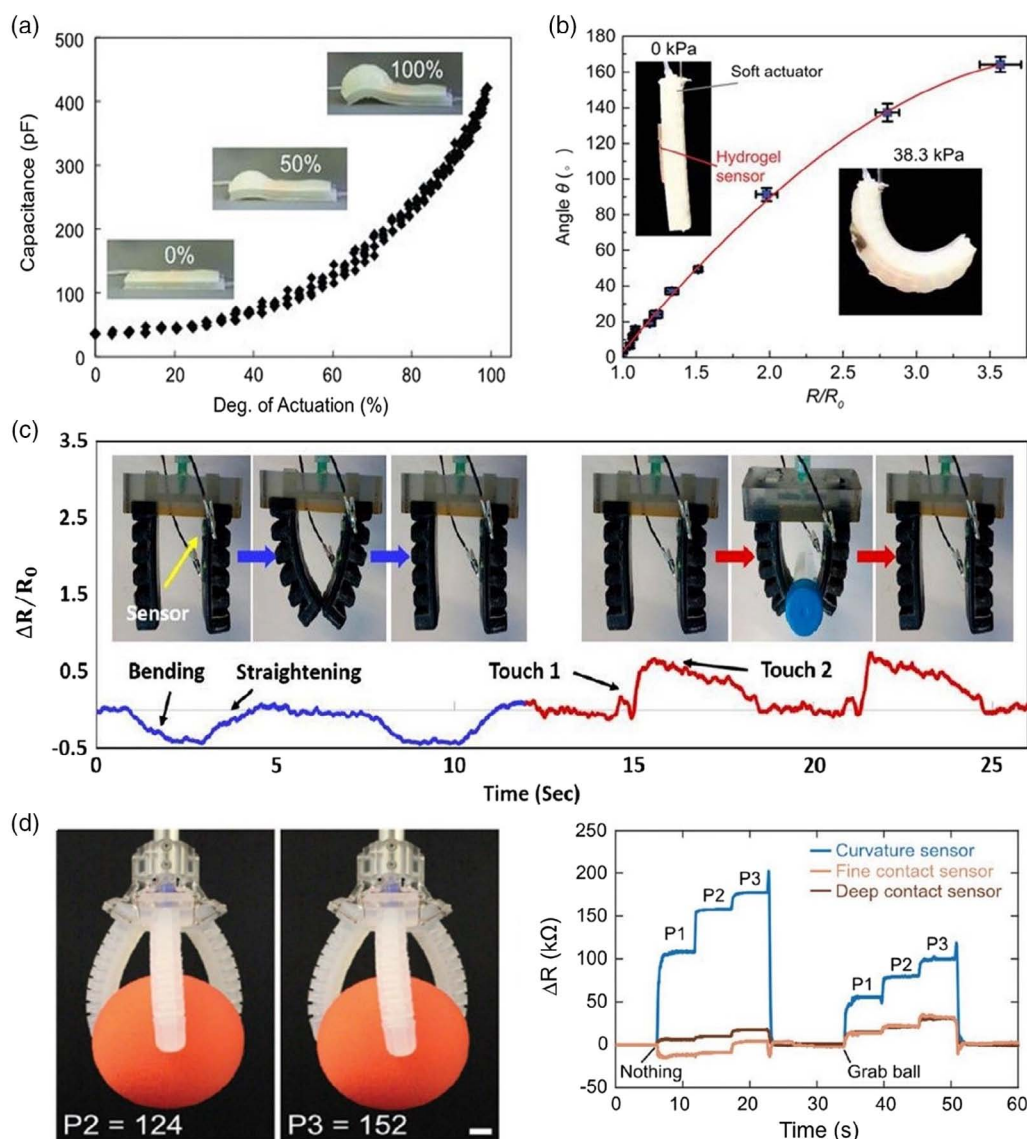 (a)
500
400
300
200
100
0
Capacitance (pF)
0%
50%
100%
0 20 40 60 80 100
Deg. of Actuation (%)
(b)
180
160
140
120
100
80
60
40
20
0
Angle θ (。)
0 kPa
Soft actuator
Hydrogel
sensor
38.3 kPa
1.0 1.5 2.0 2.5 3.0 3.5
R/R₀
(c)
3.5
2.5
1.5
0.5
-0.5
ΔR/R₀
Sensor
Bending
Straightening
Touch 1
Touch 2
0 5 10 15 20 25
Time (Sec)
(d)
P2 = 124
P3 = 152
250
200
150
100
50
0
-50
ΔR (kΩ)
Curvature sensor
Fine contact sensor
Deep contact sensor
P1
P2
P3
P1
P2
P3
Nothing
Grab ball
0 10 20 30 40 50 60
Time (s)